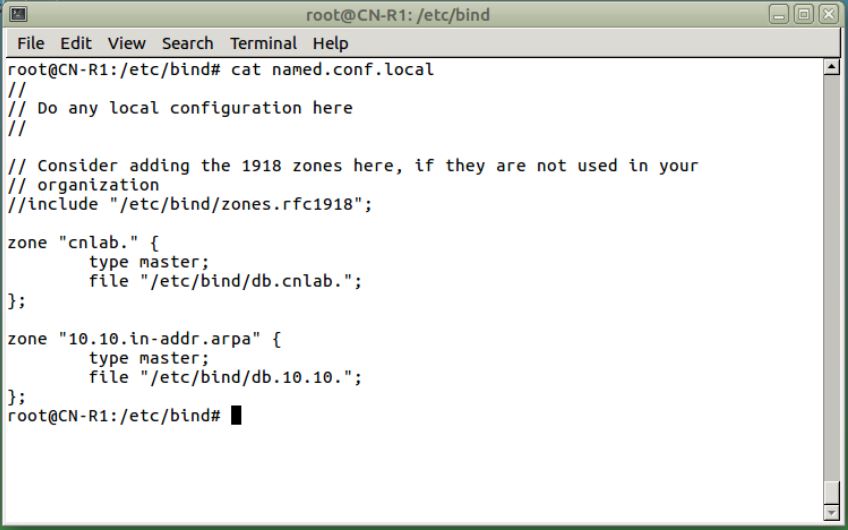 root@CN-R1: /etc/bind
File Edit View Search Terminal Help
root@CN-R1:/etc/bind# cat named.conf.local
//
// Do any local configuration here
//
// Consider adding the 1918 zones here, if they are not used in your
// organization
//include "/etc/bind/zones.rfc1918";
zone "cnlab." {
        type master;
        file "/etc/bind/db.cnlab.";
};
zone "10.10.in-addr.arpa" {
        type master;
        file "/etc/bind/db.10.10.";
};
root@CN-R1:/etc/bind#